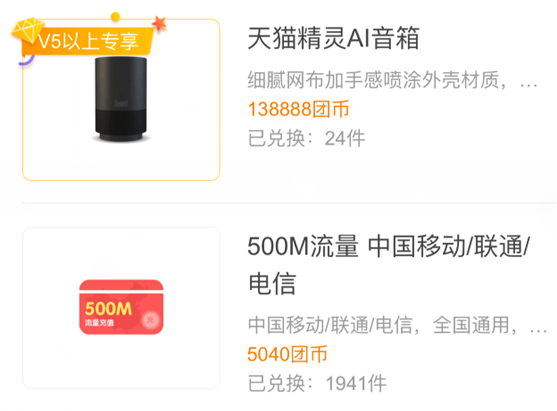 V5以上专享
天猫精灵AI音箱
细腻网布加手感喷涂外壳材质，…
138888团币
已兑换：24件
500M流量 中国移动/联通/
电信
500M
流量充值
中国移动/联通/电信，全国通用，…
5040团币
已兑换：1941件